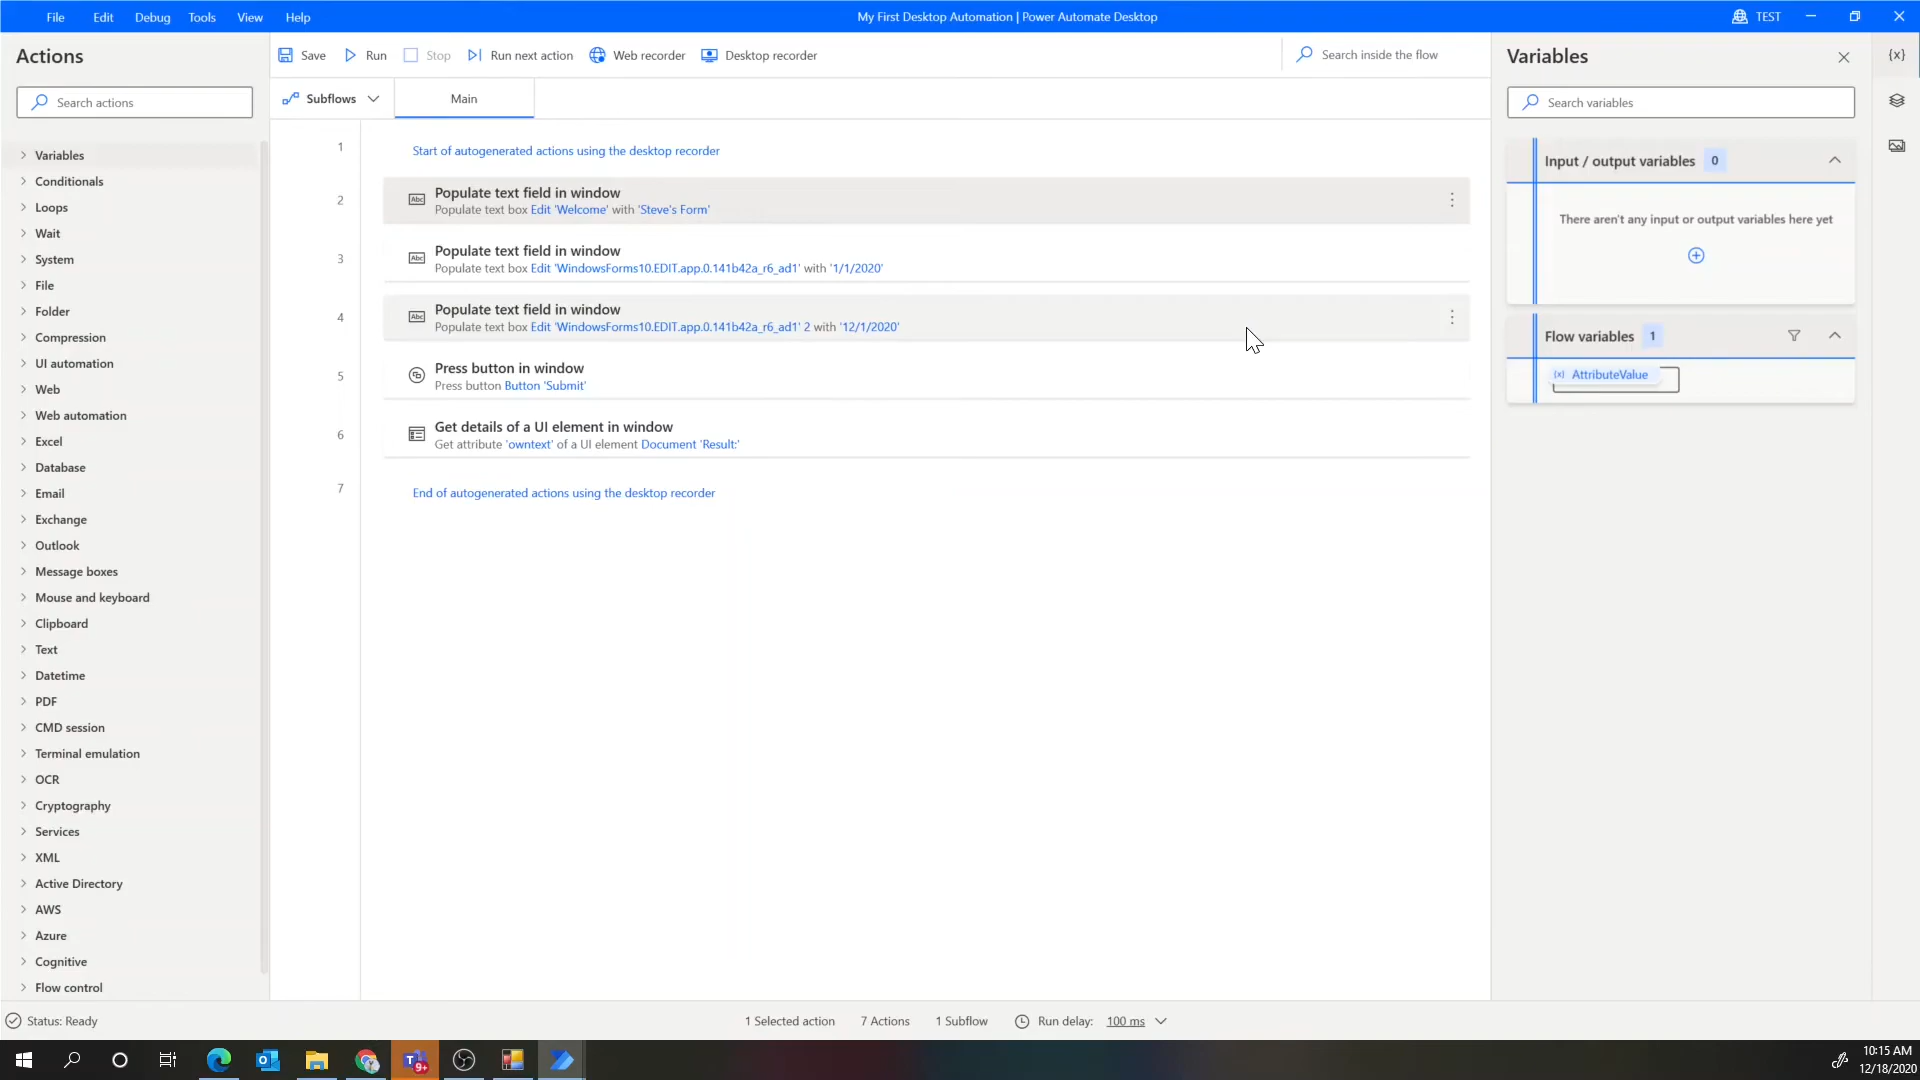 File Edit Debug Tools View Help
My First Desktop Automation | Power Automate Desktop
TEST
Actions
Search actions
Variables
Conditionals
Loops
Wait
System
File
Folder
Compression
UI automation
Web
Web automation
Excel
Database
Email
Exchange
Outlook
Message boxes
Mouse and keyboard
Clipboard
Text
Datetime
PDF
CMD session
Terminal emulation
OCR
Cryptography
Services
XML
Active Directory
AWS
Azure
Cognitive
Flow control
Save Run Stop Run next action Web recorder Desktop recorder
Search inside the flow
Subflows Main
1 Start of autogenerated actions using the desktop recorder
2 Abc Populate text field in window
Populate text box Edit 'Welcome' with 'Steve's Form'
3 Abc Populate text field in window
Populate text box Edit 'WindowsForms10.EDIT.app.0.141b42a_r6_ad1' with '1/1/2020'
4 Abc Populate text field in window
Populate text box Edit 'WindowsForms10.EDIT.app.0.141b42a_r6_ad1' 2 with '12/1/2020'
5 Press button in window
Press button Button 'Submit'
6 Get details of a UI element in window
Get attribute 'owntext' of a UI element Document 'Result:'
7 End of autogenerated actions using the desktop recorder
Variables
{x}
Search variables
Input / output variables 0
There aren't any input or output variables here yet
Flow variables 1
(x) AttributeValue
Status: Ready
1 Selected action 7 Actions 1 Subflow Run delay: 100 ms
T 9+
10:15 AM
12/18/2020